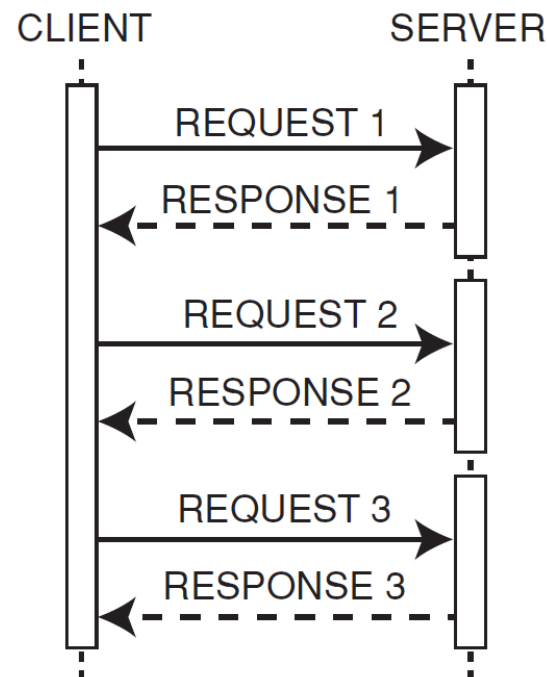 CLIENT SERVER
REQUEST 1
RESPONSE 1
REQUEST 2
RESPONSE 2
REQUEST 3
RESPONSE 3